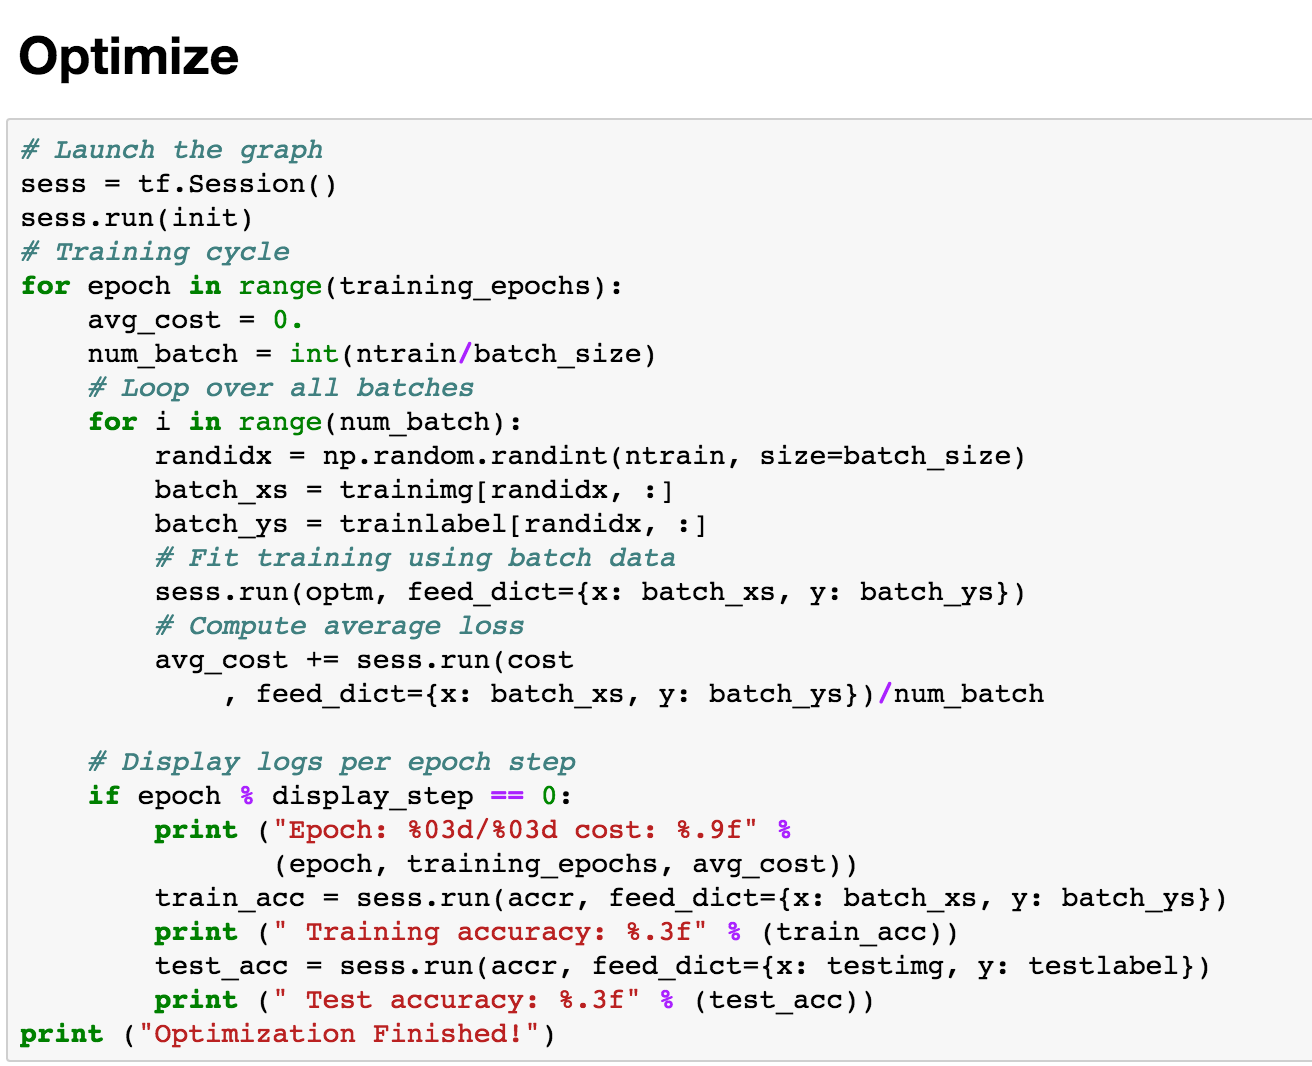 Optimize
# Launch the graph
sess = tf.Session()
sess.run(init)
# Training cycle
for epoch in range(training_epochs):
    avg_cost = 0.
    num_batch = int(ntrain/batch_size)
    # Loop over all batches
    for i in range(num_batch):
        randidx = np.random.randint(ntrain, size=batch_size)
        batch_xs = trainimg[randidx, :]
        batch_ys = trainlabel[randidx, :]
        # Fit training using batch data
        sess.run(optm, feed_dict={x: batch_xs, y: batch_ys})
        # Compute average loss
        avg_cost += sess.run(cost
            , feed_dict={x: batch_xs, y: batch_ys})/num_batch
    # Display logs per epoch step
    if epoch % display_step == 0:
        print ("Epoch: %03d/%03d cost: %.9f" %
               (epoch, training_epochs, avg_cost))
        train_acc = sess.run(accr, feed_dict={x: batch_xs, y: batch_ys})
        print (" Training accuracy: %.3f" % (train_acc))
        test_acc = sess.run(accr, feed_dict={x: testimg, y: testlabel})
        print (" Test accuracy: %.3f" % (test_acc))
print ("Optimization Finished!")